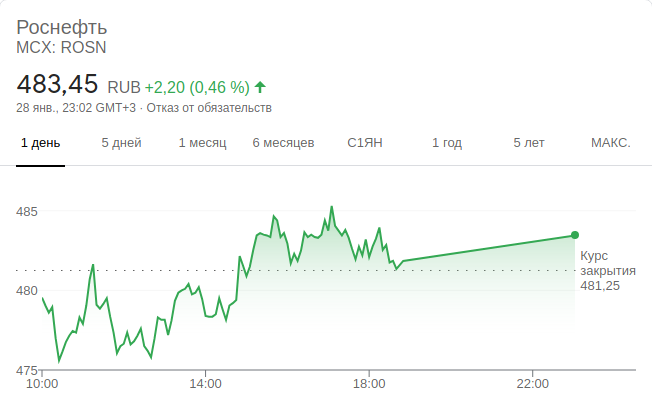 Роснефть
MCX: ROSN
483,45 RUB +2,20 (0,46 %)
28 янв., 23:02 GMT+3 · Отказ от обязательств
1 день 5 дней 1 месяц 6 месяцев С1ЯН 1 год 5 лет МАКС.
485
480
475
Курс
закрытия
481,25
10:00 14:00 18:00 22:00